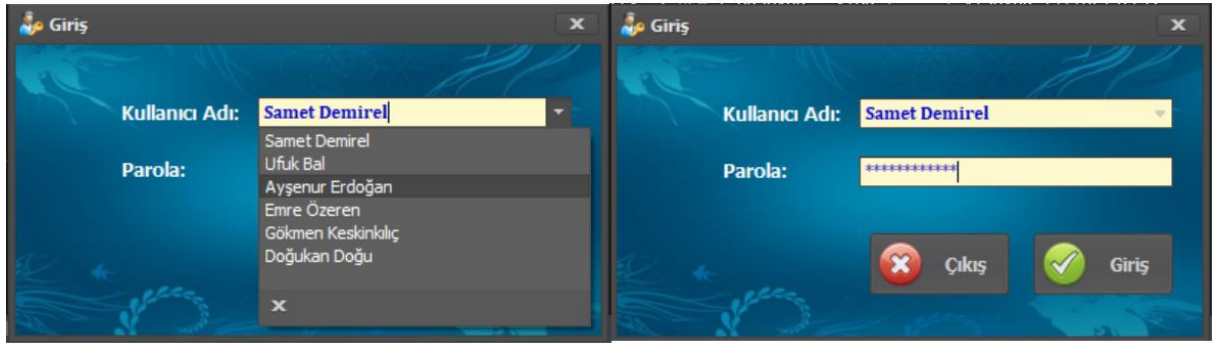 Giriş
Kullanıcı Adı: Samet Demirel
Samet Demirel
Ufuk Bal
Parola:
Ayşenur Erdoğan
Emre Özeren
Gökmen Keskinkılıç
Doğukan Doğu
x
Giriş
Kullanıcı Adı: Samet Demirel
Parola: ************
Çıkış
Giriş